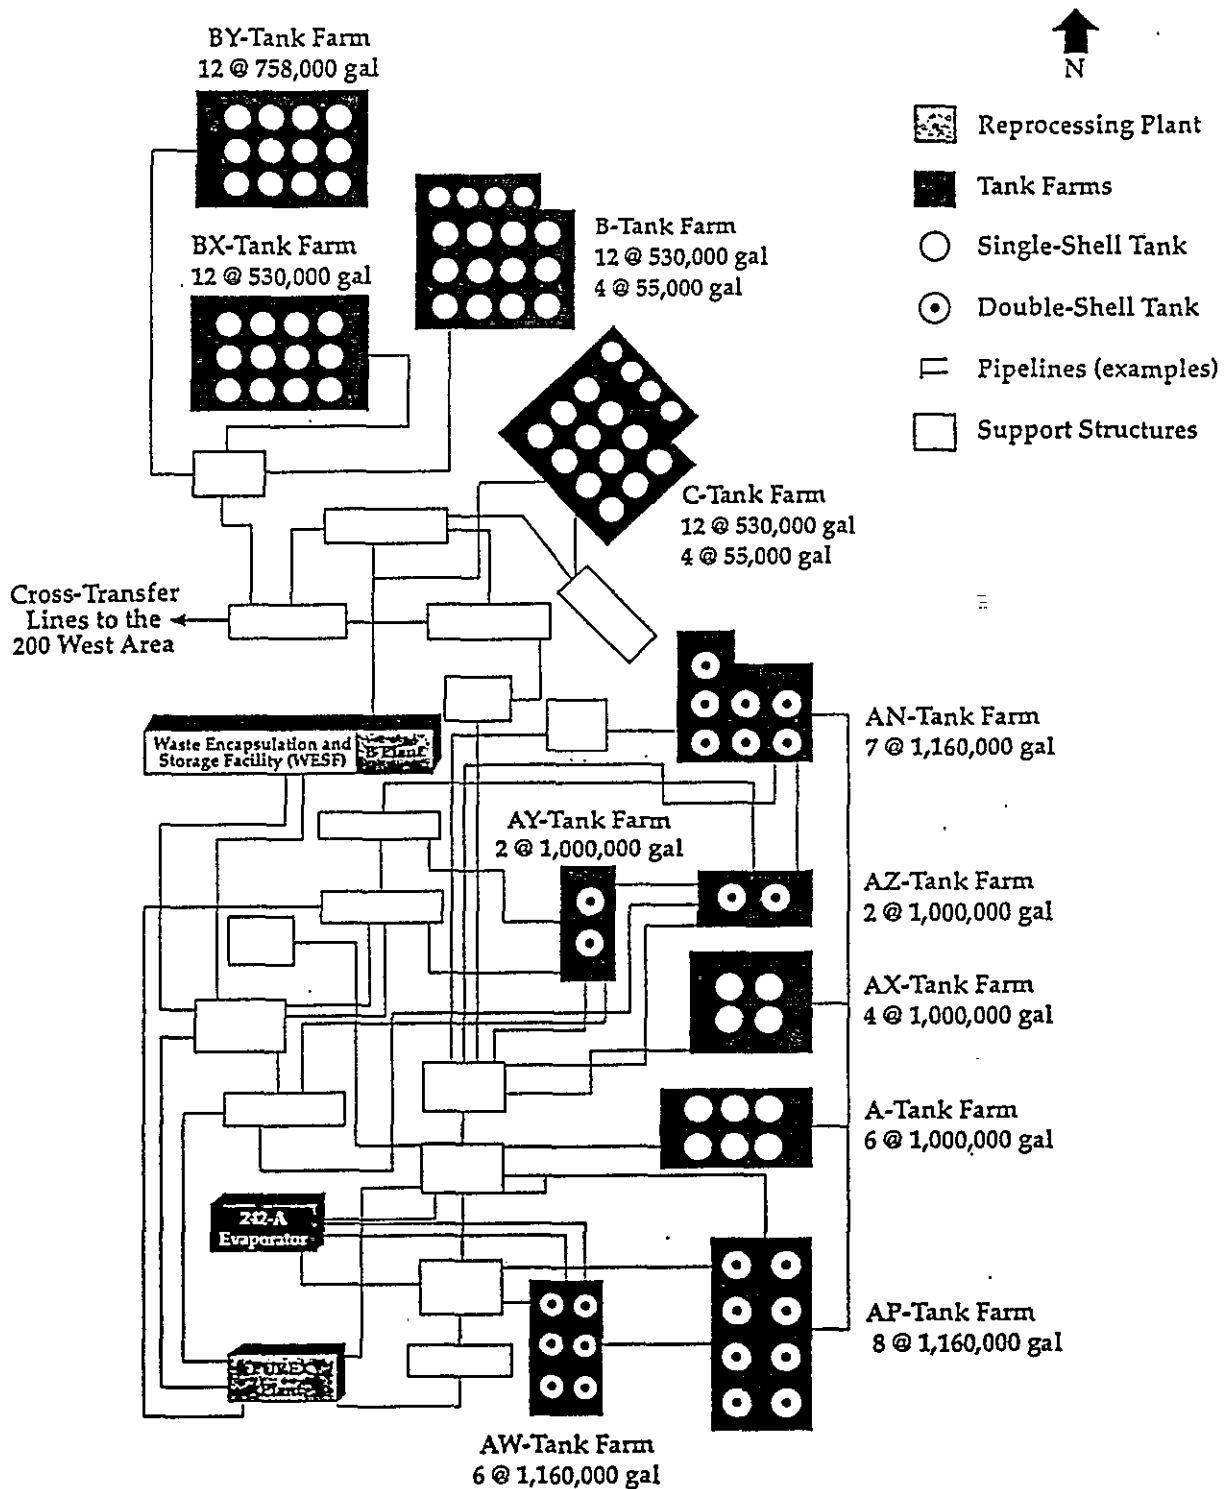 BY-Tank Farm
12 @ 758,000 gal
N
Reprocessing Plant
Tank Farms
Single-Shell Tank
Double-Shell Tank
Pipelines (examples)
Support Structures
B-Tank Farm
12 @ 530,000 gal
4 @ 55,000 gal
BX-Tank Farm
12 @ 530,000 gal
C-Tank Farm
12 @ 530,000 gal
4 @ 55,000 gal
Cross-Transfer
Lines to the
200 West Area
Waste Encapsulation and
Storage Facility (WESF)
B Plant
AN-Tank Farm
7 @ 1,160,000 gal
AY-Tank Farm
2 @ 1,000,000 gal
AZ-Tank Farm
2 @ 1,000,000 gal
AX-Tank Farm
4 @ 1,000,000 gal
A-Tank Farm
6 @ 1,000,000 gal
242-A
Evaporator
AP-Tank Farm
8 @ 1,160,000 gal
PUREX
Plant
AW-Tank Farm
6 @ 1,160,000 gal